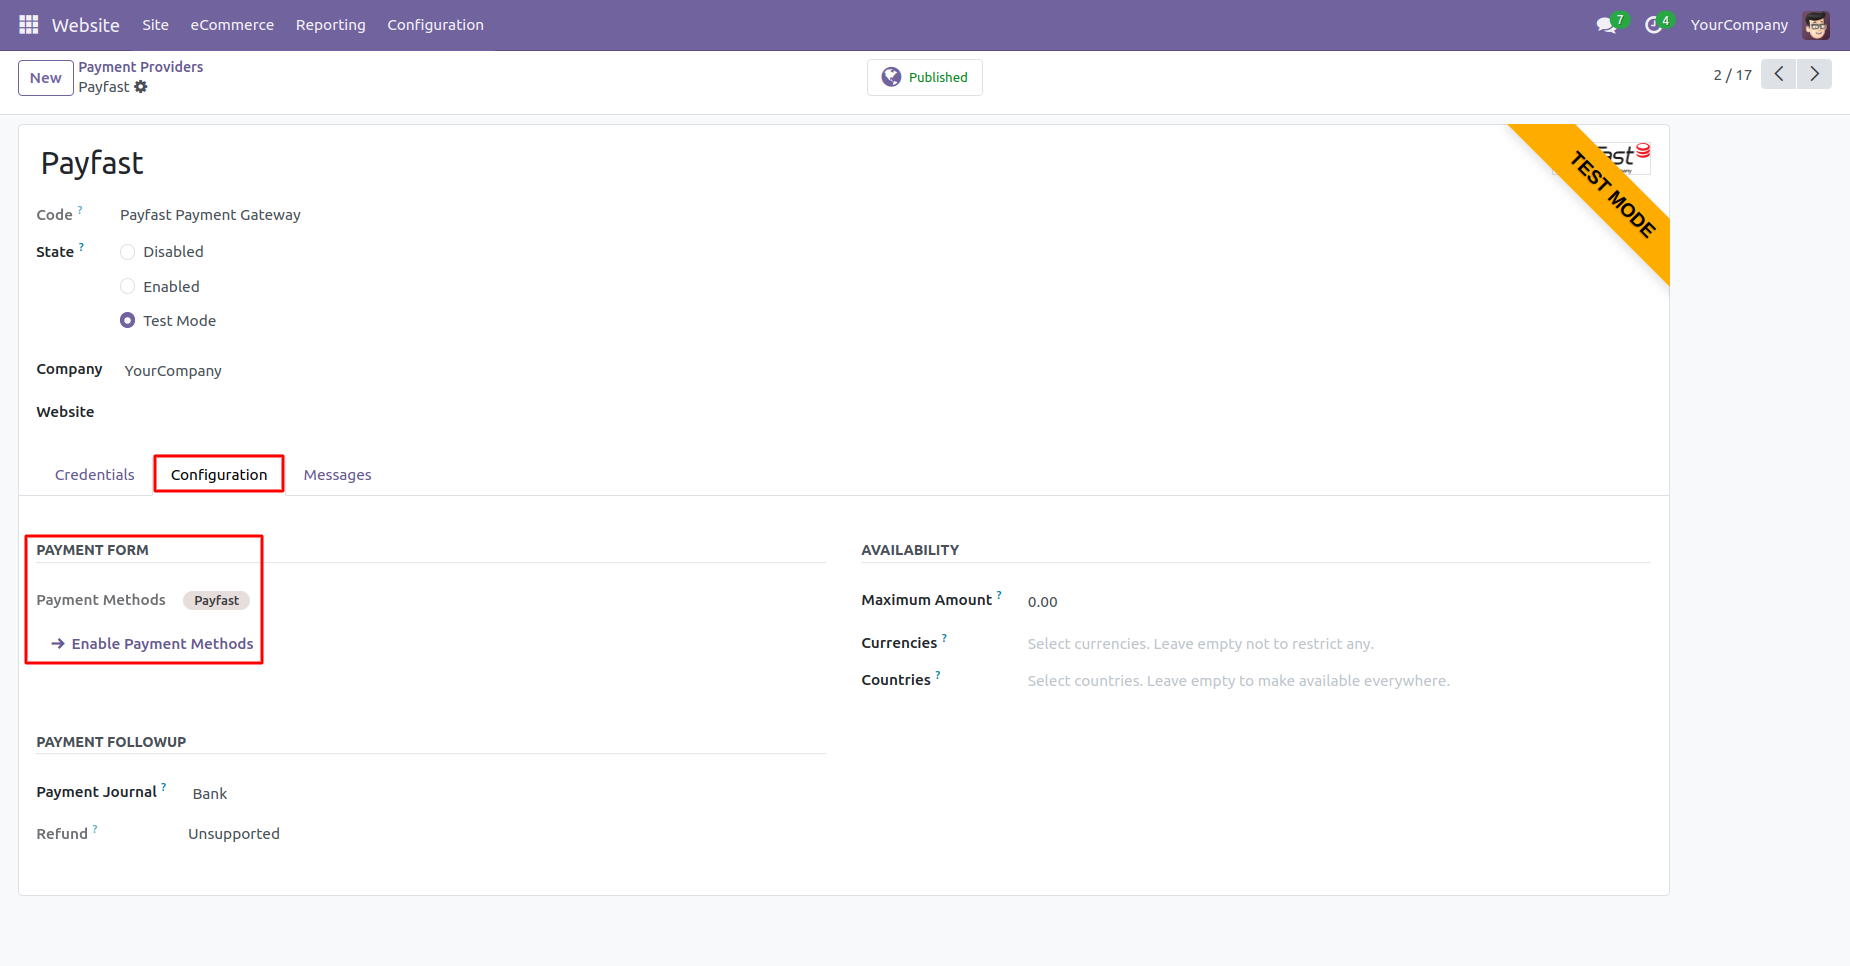 Website Site eCommerce Reporting Configuration 7 4 YourCompany
New Payment Providers
Payfast
Published
2 / 17
Payfast
TEST MODE
Code ? Payfast Payment Gateway
State ? Disabled
Enabled
Test Mode
Company YourCompany
Website
Credentials Configuration Messages
PAYMENT FORM
Payment Methods Payfast
Enable Payment Methods
AVAILABILITY
Maximum Amount ? 0.00
Currencies ? Select currencies. Leave empty not to restrict any.
Countries ? Select countries. Leave empty to make available everywhere.
PAYMENT FOLLOWUP
Payment Journal ? Bank
Refund ? Unsupported